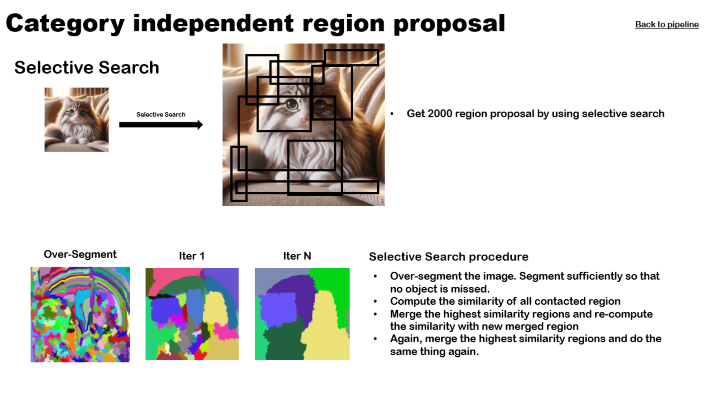 Category independent region proposal
Back to pipeline
Selective Search
Selective Search
• Get 2000 region proposal by using selective search
Over-Segment
Iter 1
Iter N
Selective Search procedure
• Over-segment the image. Segment sufficiently so that
no object is missed.
• Compute the similarity of all contacted region
• Merge the highest similarity regions and re-compute
the similarity with new merged region
• Again, merge the highest similarity regions and do the
same thing again.